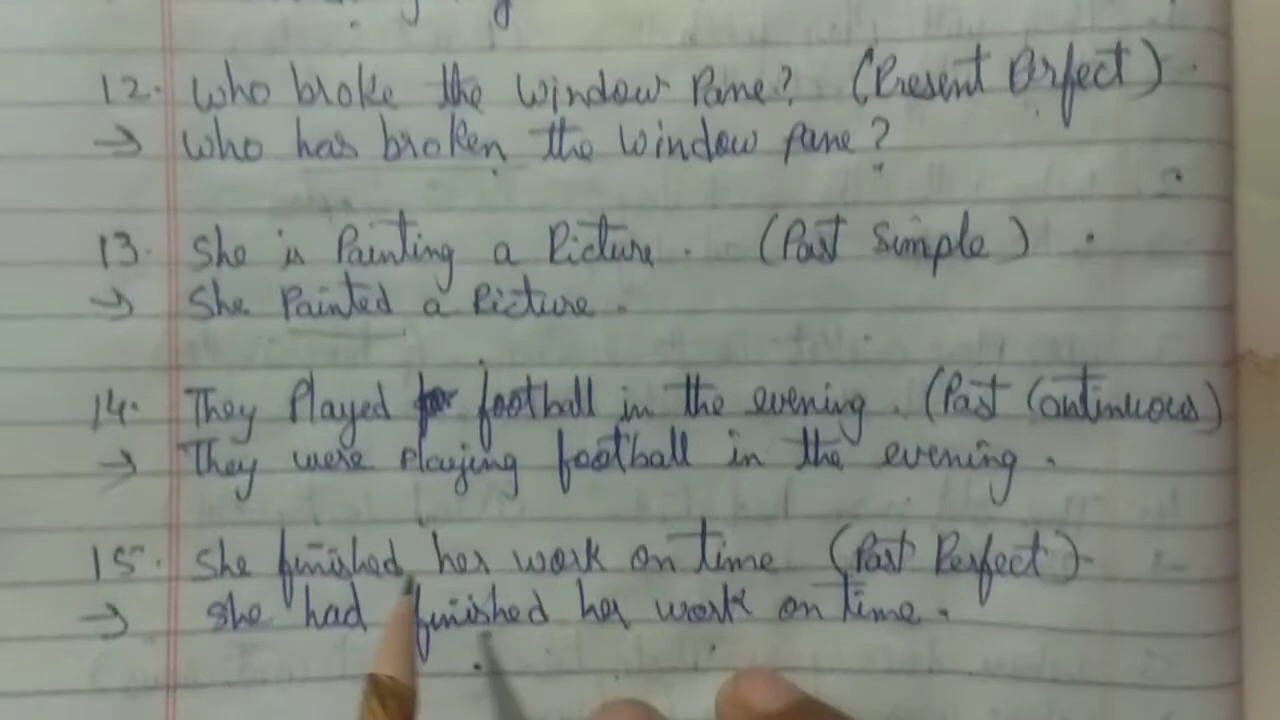 12. Who broke the window Pane? (Present Perfect)
→ Who has broken the window pane?
13. She is Painting a Picture. (Past Simple)
→ She Painted a Picture.
14. They Played football in the evening. (Past Continuous)
→ They were playing football in the evening.
15. She finished her work on time (Past Perfect)
→ She had finished her work on time.